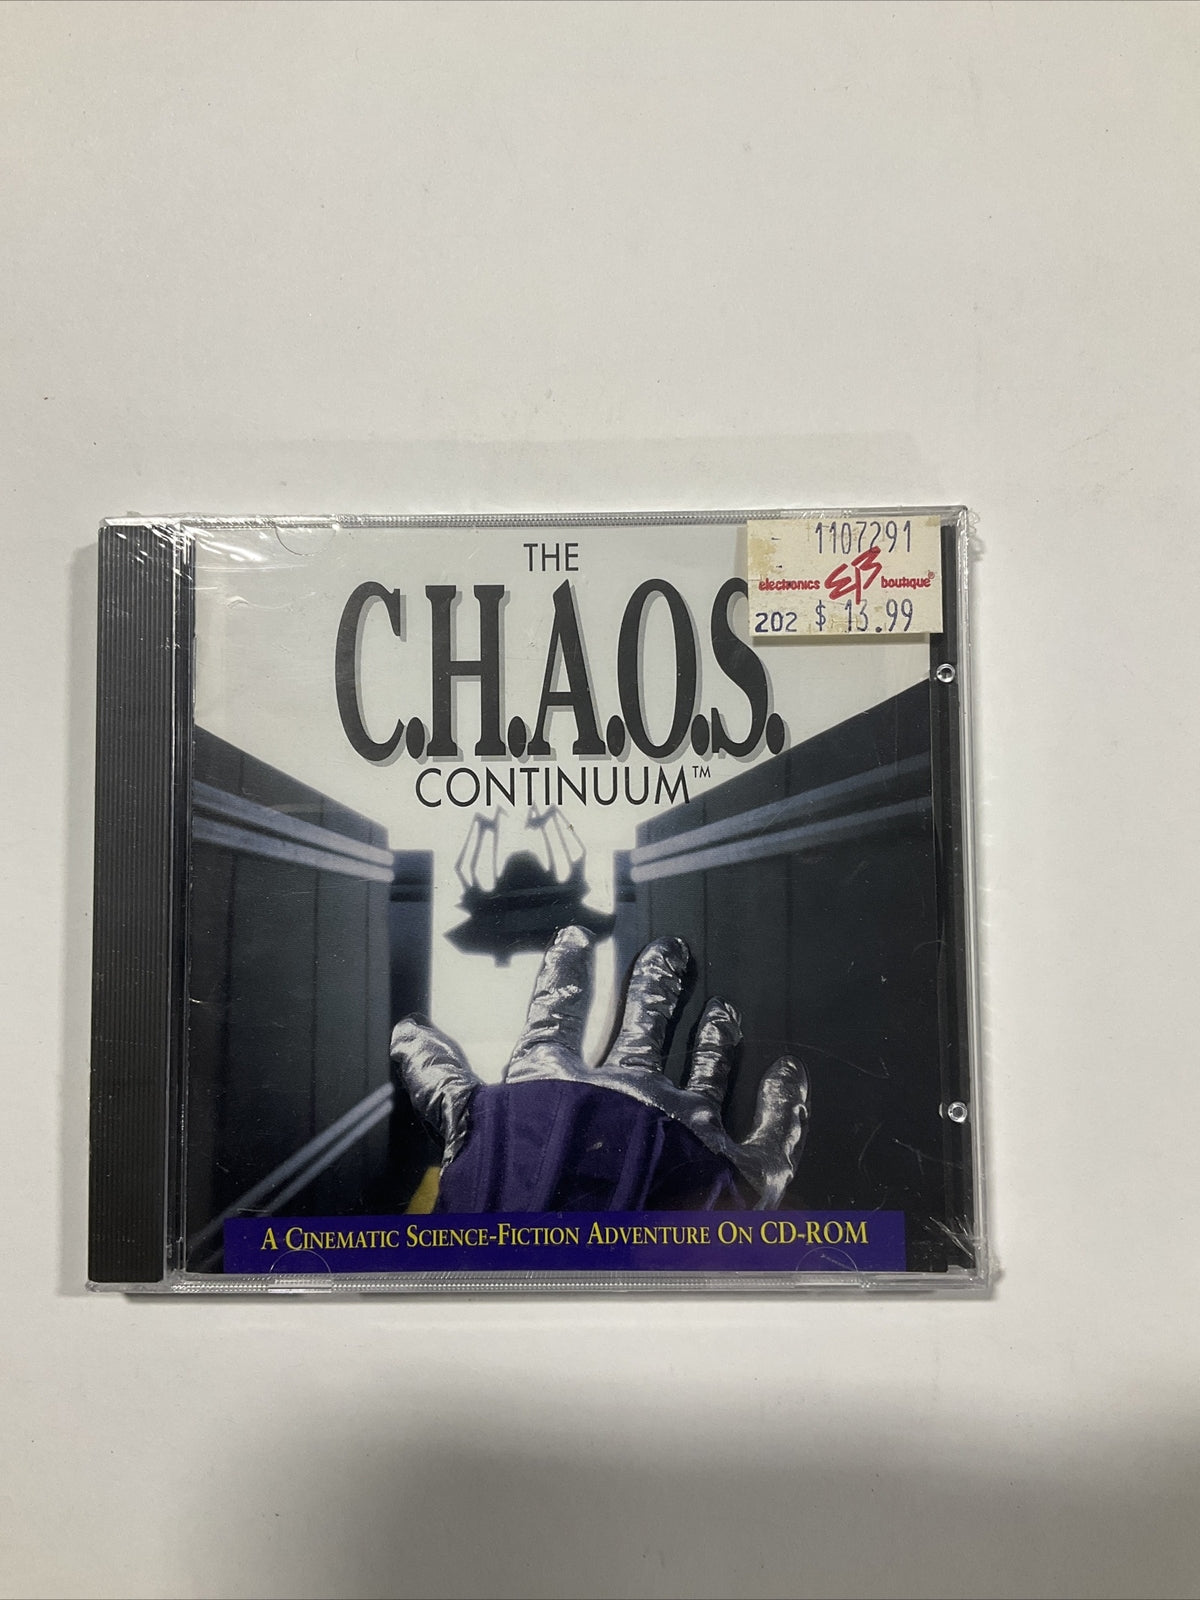 THE
C.H.A.O.S.
CONTINUUM™
1107291
electronics EB boutique®
202 $ 13.99
A CINEMATIC SCIENCE-FICTION ADVENTURE ON CD-ROM